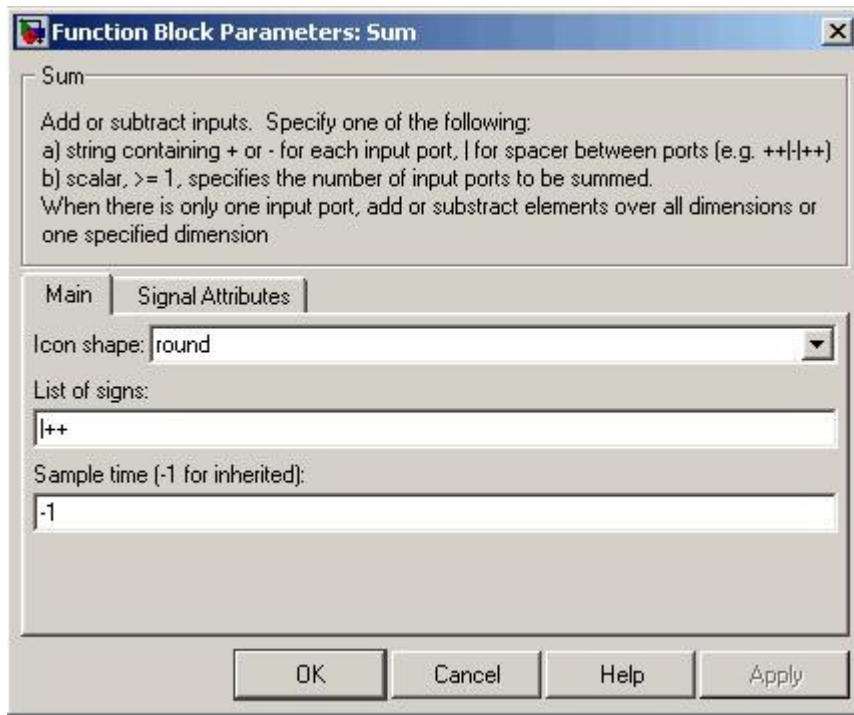 Function Block Parameters: Sum
Sum
Add or subtract inputs. Specify one of the following:
a) string containing + or - for each input port, | for spacer between ports (e.g. ++|-|++)
b) scalar, >= 1, specifies the number of input ports to be summed.
When there is only one input port, add or substract elements over all dimensions or
one specified dimension
Main
Signal Attributes
Icon shape: round
List of signs:
|++
Sample time (-1 for inherited):
-1
OK
Cancel
Help
Apply